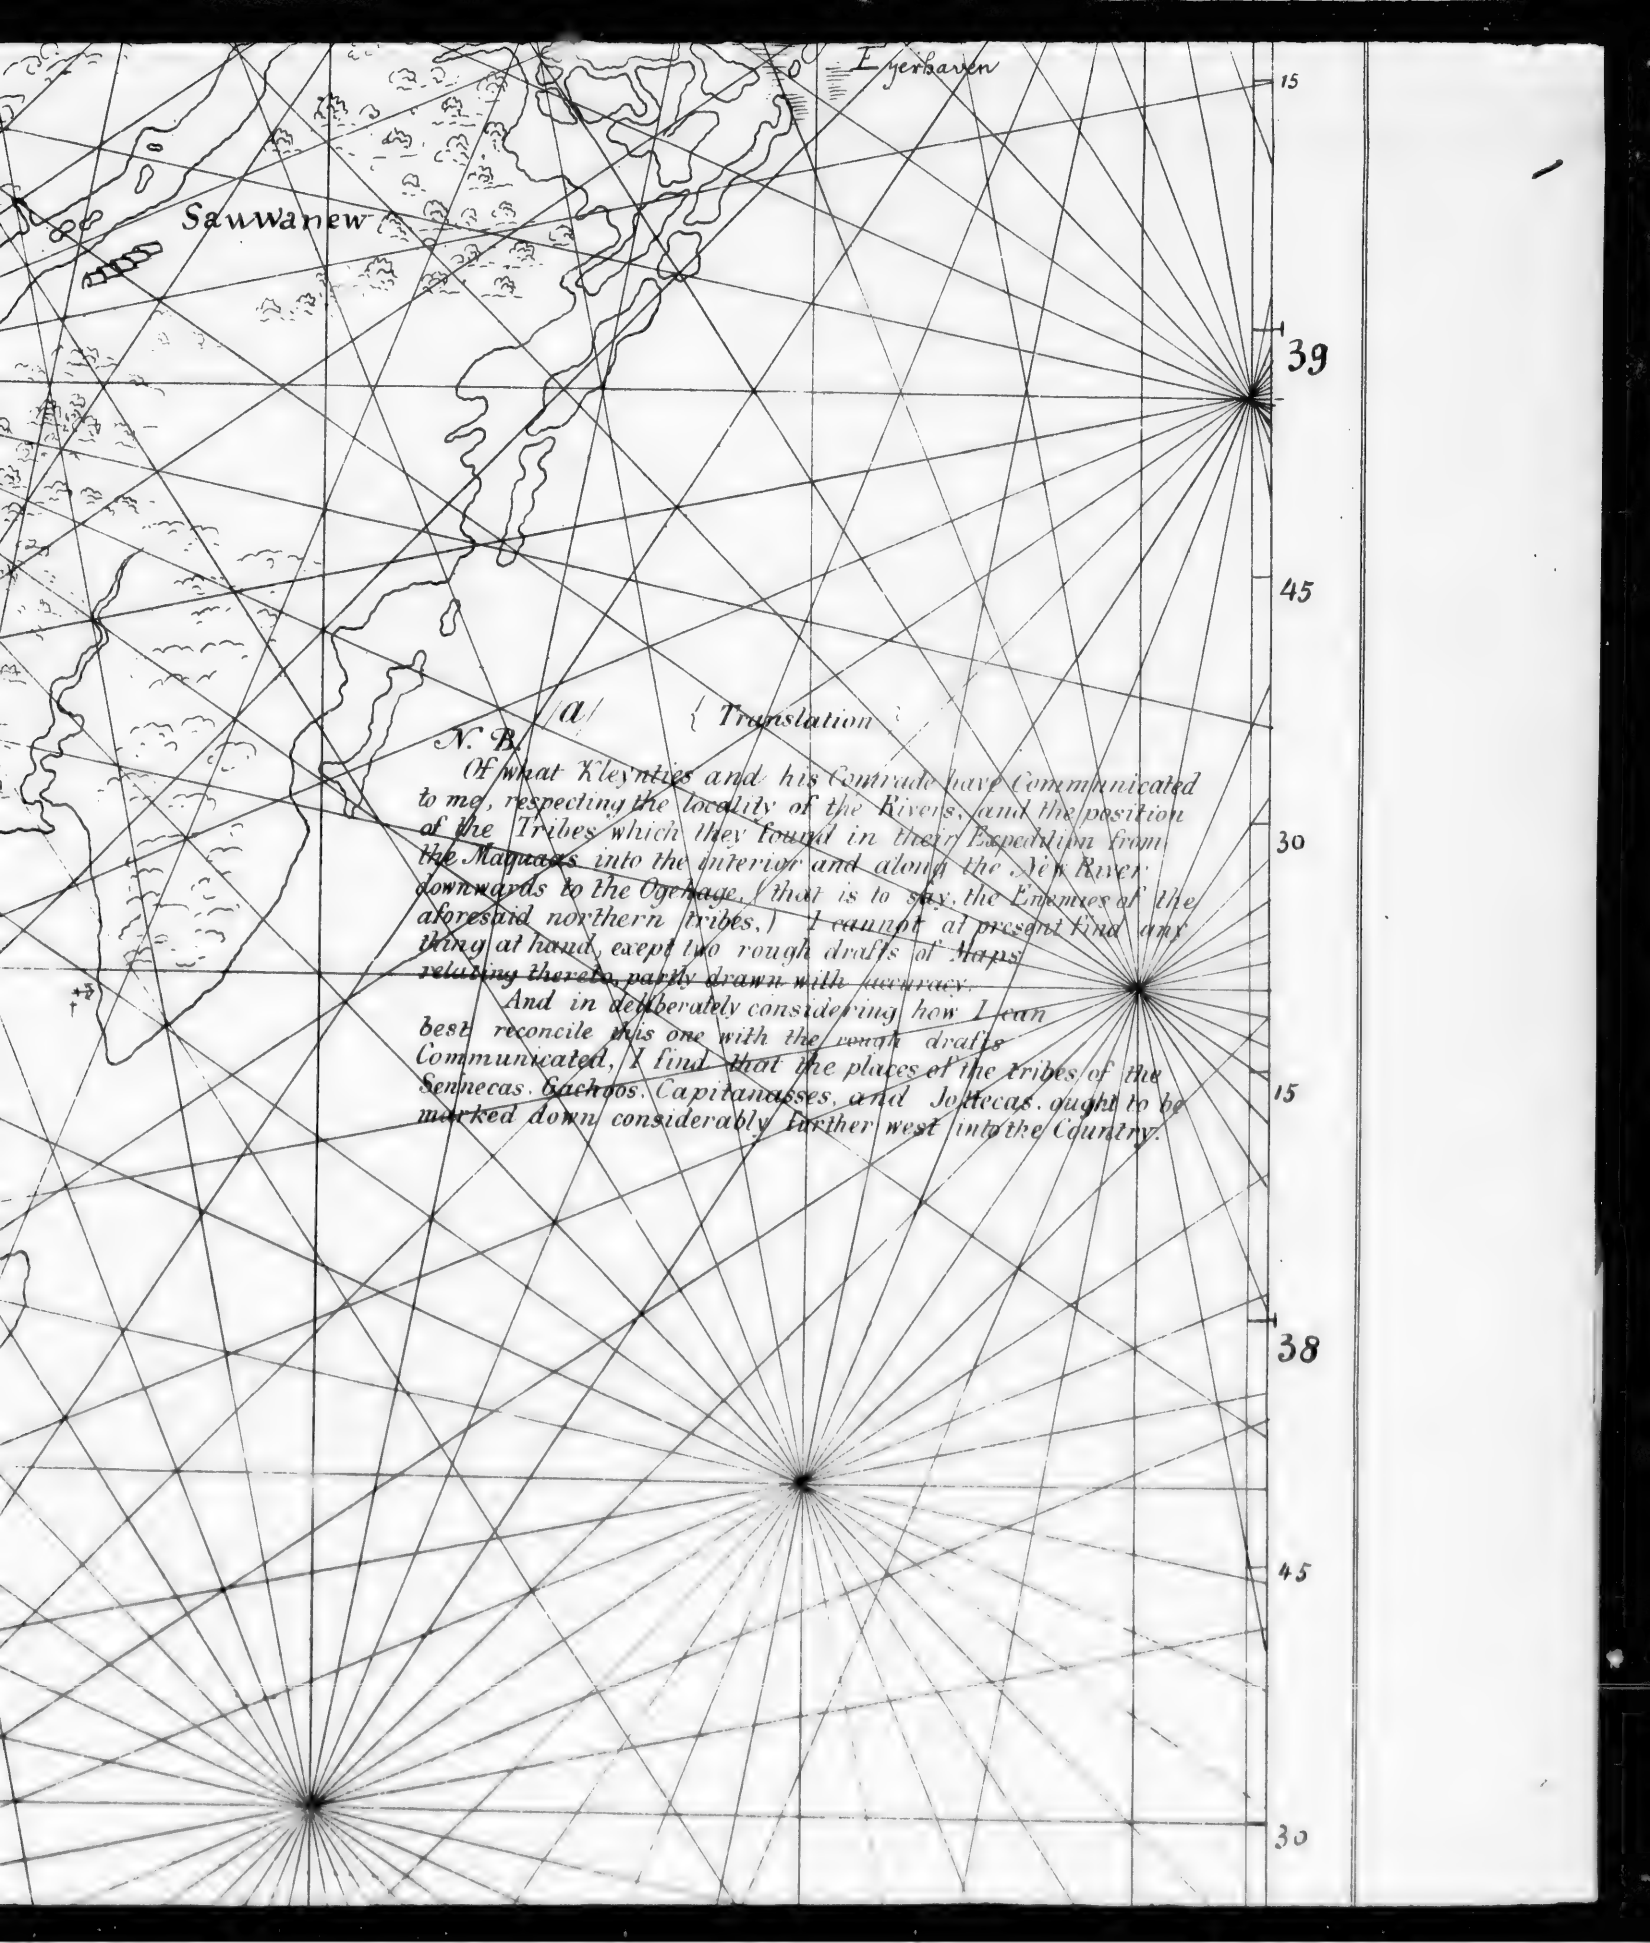 Eyerhaven
15
Sauwanew
39
45
/a/ { Translation }
N. B.
Of what Kleynties and his Comrade have Communicated
to me, respecting the locality of the Rivers, and the position
of the Tribes which they found in their Expedition from
the Maquaas into the interior and along the New River
downwards to the Ogehage, (that is to say, the Enemies of the
aforesaid northern tribes,) I cannot at present find any
thing at hand, exept two rough drafts of Maps
relating thereto, partly drawn with accuracy.
And in deliberately considering how I can
best reconcile this one with the rough drafts
Communicated, I find that the places of the tribes of the
Sennecas. Gachoos. Capitanasses, and Jottecas. ought to be
marked down considerably further west into the Country.
30
15
38
45
30